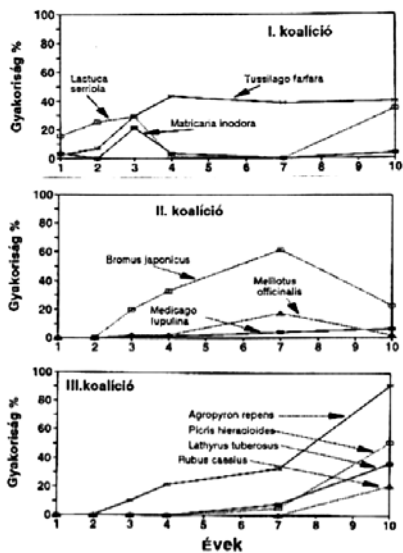 I. koalíció
Gyakoriság %
100
80
60
40
20
0
Lactuca
serriola
Tussilago farfara
Matricaria inodora
1 2 3 4 5 6 7 8 9 10
II. koalíció
Gyakoriság %
100
80
60
40
20
0
Bromus japonicus
Melilotus
officinalis
Medicago
lupulina
1 2 3 4 5 6 7 8 9 10
III.koalíció
Gyakoriság %
100
80
60
40
20
0
Agropyron repens
Picris hieracioides
Lathyrus tuberosus
Rubus cassius
1 2 3 4 5 6 7 8 9 10
Évek